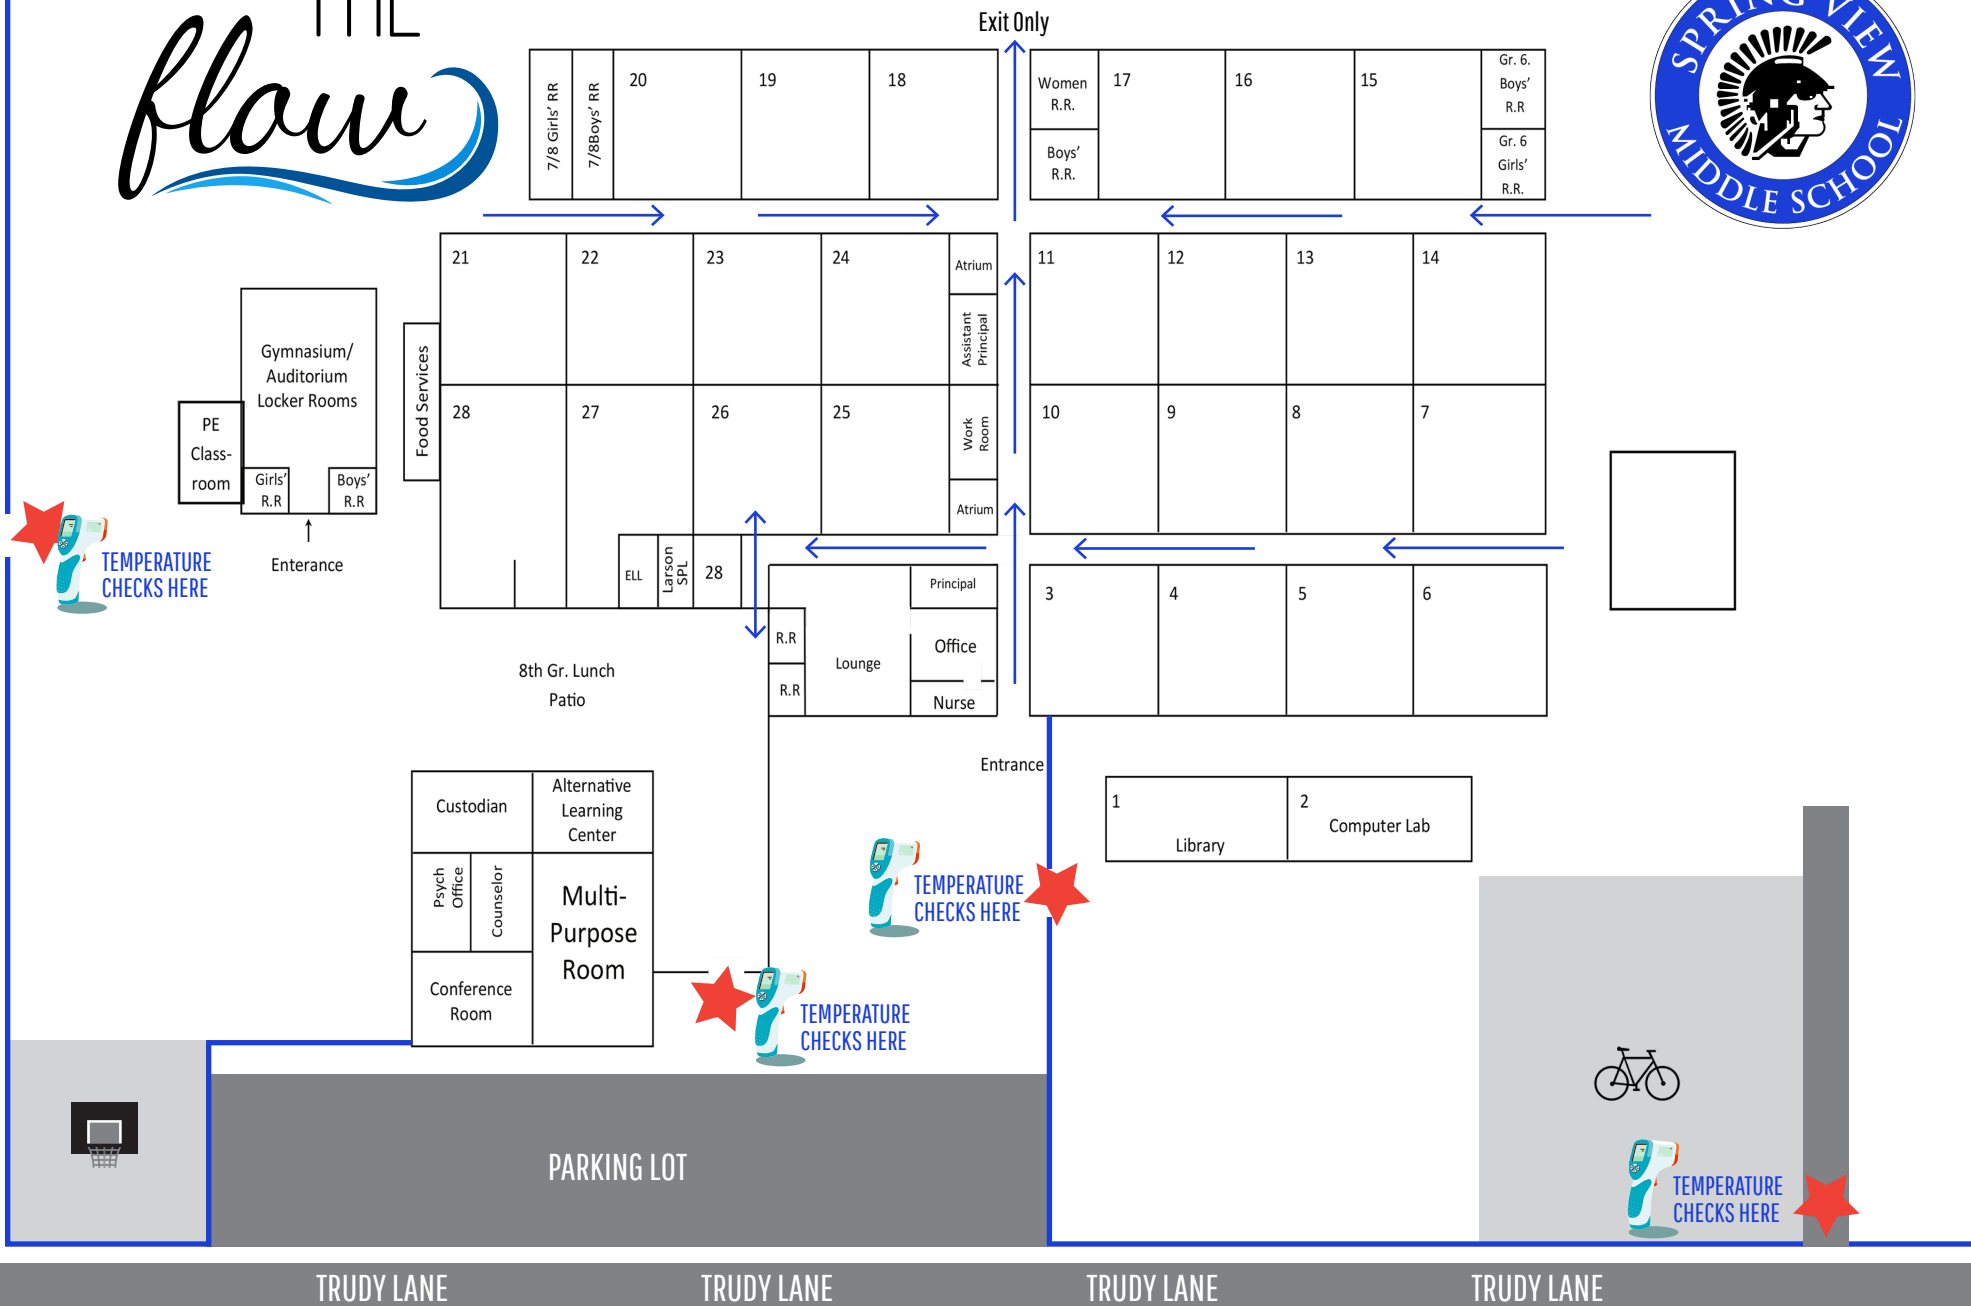 THE
flow
Exit Only
SPRING VIEW
MIDDLE SCHOOL
7/8 Girls' RR
7/8Boys' RR
20
19
18
Women
R.R.
Boys'
R.R.
17
16
15
Gr. 6.
Boys'
R.R
Gr. 6
Girls'
R.R.
21
22
23
24
Atrium
Assistant
Principal
11
12
13
14
Gymnasium/
Auditorium
Locker Rooms
PE
Class-
room
Girls'
R.R
Boys'
R.R
Enterance
Food Services
28
27
26
25
Work
Room
Atrium
10
9
8
7
TEMPERATURE
CHECKS HERE
ELL
Larson
SPL
28
R.R
R.R
Lounge
Principal
Office
Nurse
3
4
5
6
8th Gr. Lunch
Patio
Entrance
1
Library
2
Computer Lab
Custodian
Alternative
Learning
Center
Psych
Office
Counselor
Multi-
Purpose
Room
Conference
Room
TEMPERATURE
CHECKS HERE
TEMPERATURE
CHECKS HERE
TEMPERATURE
CHECKS HERE
PARKING LOT
TRUDY LANE
TRUDY LANE
TRUDY LANE
TRUDY LANE